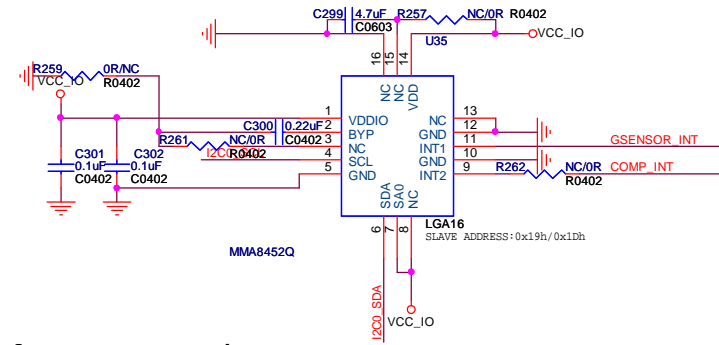 C299 4.7uF R257 NC/0R R0402
C0603
U35
VCC_IO
R259 0R/NC
R0402
VCC_IO
16
15
14
NC
NC
VDD
1
2
3
4
5
VDDIO
BYP
NC
SCL
GND
NC
GND
INT1
GND
INT2
13
12
11
10
9
C300 0.22uF
C0402
R261 NC/0R
R0402
I2C0_SCL
GSENSOR_INT
COMP_INT
R262 NC/0R
R0402
C301
0.1uF
C0402
C302
0.1uF
C0402
SDA
SA0
NC
6
7
8
LGA16
SLAVE ADDRESS:0x19h/0x1Dh
MMA8452Q
I2C0_SDA
VCC_IO